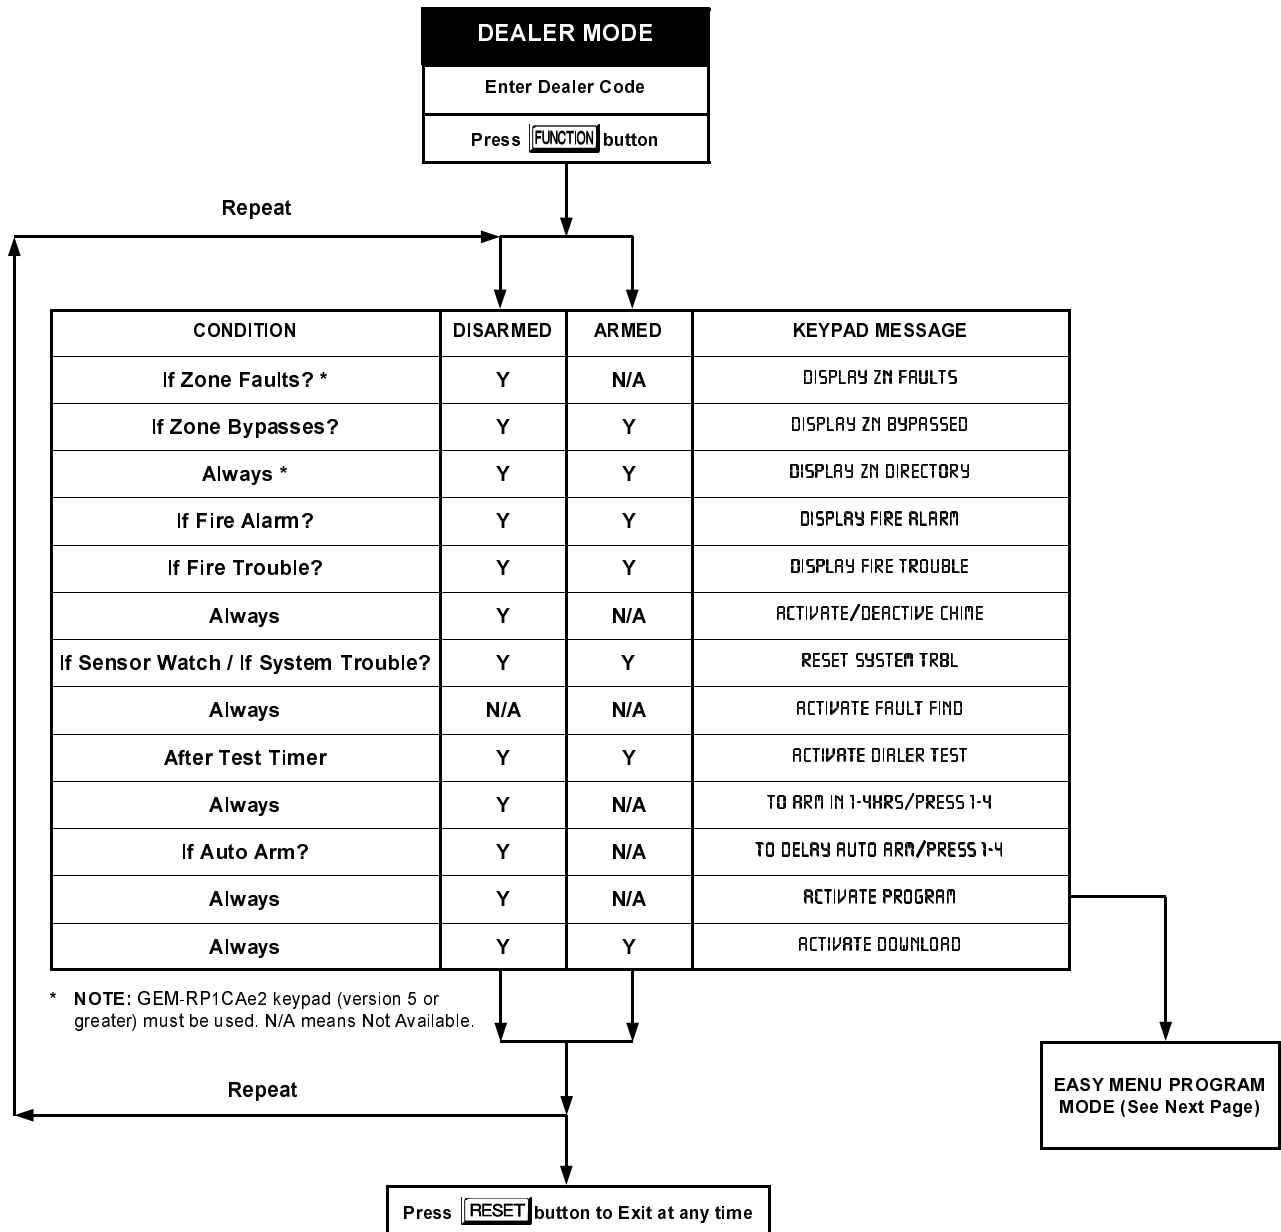 DEALER MODE
Enter Dealer Code
Press FUNCTION button
Repeat
CONDITION DISARMED ARMED KEYPAD MESSAGE
If Zone Faults? * Y N/A DISPLAY ZN FAULTS
If Zone Bypasses? Y Y DISPLAY ZN BYPASSED
Always * Y Y DISPLAY ZN DIRECTORY
If Fire Alarm? Y Y DISPLAY FIRE ALARM
If Fire Trouble? Y Y DISPLAY FIRE TROUBLE
Always Y N/A ACTIVATE/DEACTIVE CHIME
If Sensor Watch / If System Trouble? Y Y RESET SYSTEM TRBL
Always N/A N/A ACTIVATE FAULT FIND
After Test Timer Y Y ACTIVATE DIALER TEST
Always Y N/A TO ARM IN 1-4HRS/PRESS 1-4
If Auto Arm? Y N/A TO DELAY AUTO ARM/PRESS 1-4
Always Y N/A ACTIVATE PROGRAM
Always Y Y ACTIVATE DOWNLOAD
* NOTE: GEM-RP1CAe2 keypad (version 5 or
greater) must be used. N/A means Not Available.
EASY MENU PROGRAM
MODE (See Next Page)
Repeat
Press RESET button to Exit at any time